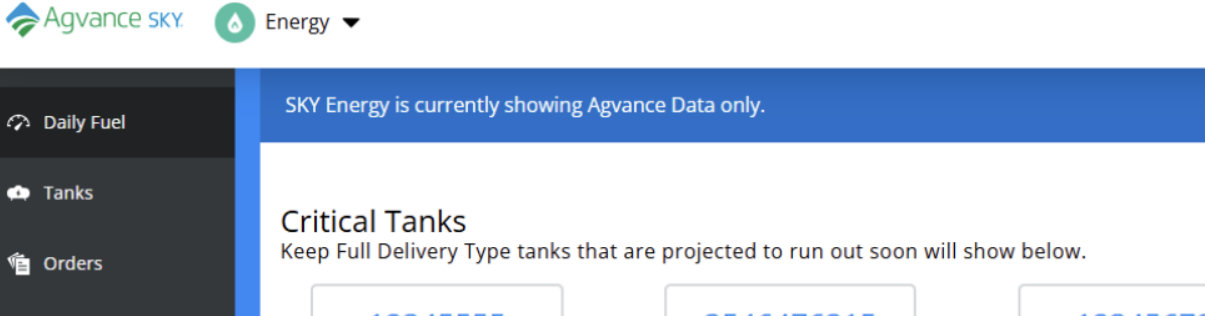 Agvance SKY
Energy
SKY Energy is currently showing Agvance Data only.
Daily Fuel
Tanks
Orders
Critical Tanks
Keep Full Delivery Type tanks that are projected to run out soon will show below.